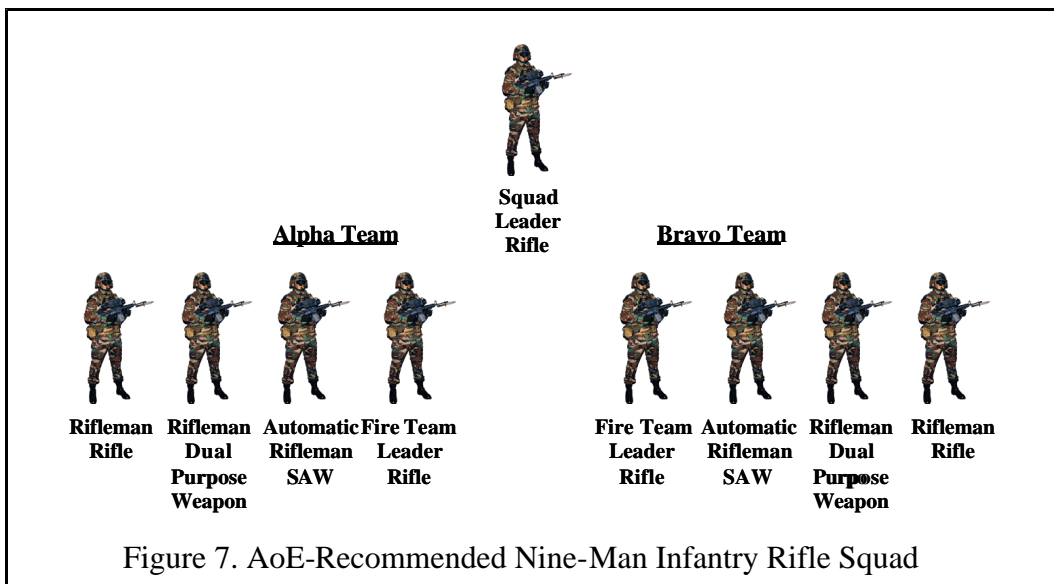 Squad
Leader
Rifle
Alpha Team
Bravo Team
Rifleman
Rifle
Rifleman
Dual
Purpose
Weapon
Automatic
Rifleman
SAW
Fire Team
Leader
Rifle
Fire Team
Leader
Rifle
Automatic
Rifleman
SAW
Rifleman
Dual
Purpose
Weapon
Rifleman
Rifle
Figure 7. AoE-Recommended Nine-Man Infantry Rifle Squad